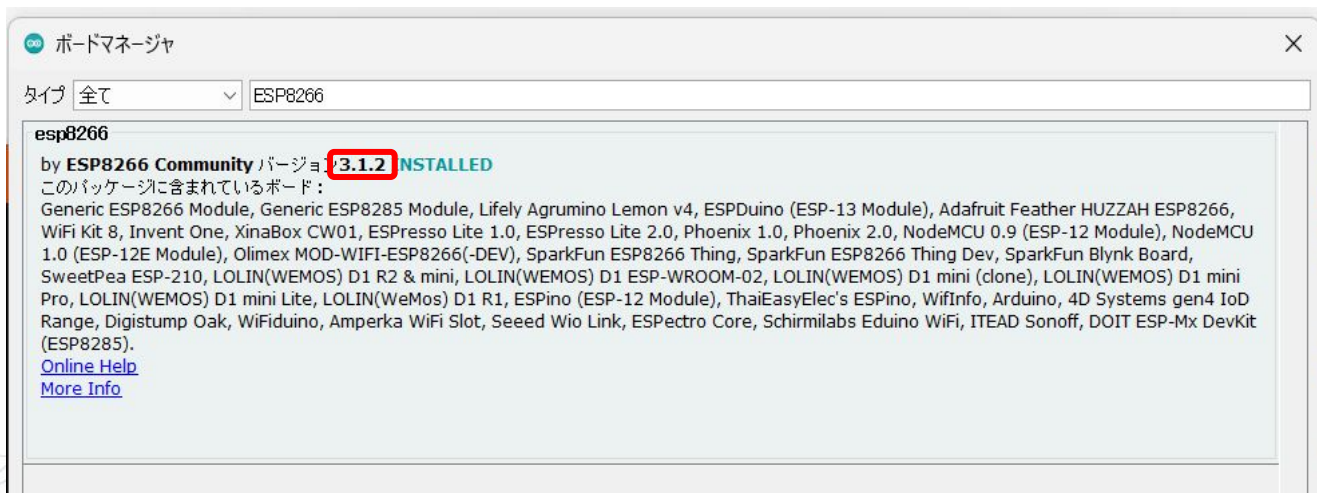 ボードマネージャ
タイプ 全て ESP8266
esp8266
by ESP8266 Community バージョン 3.1.2 INSTALLED
このパッケージに含まれているボード：
Generic ESP8266 Module, Generic ESP8285 Module, Lifely Agrumino Lemon v4, ESPDuino (ESP-13 Module), Adafruit Feather HUZZAH ESP8266,
WiFi Kit 8, Invent One, XinaBox CW01, ESPresso Lite 1.0, ESPresso Lite 2.0, Phoenix 1.0, Phoenix 2.0, NodeMCU 0.9 (ESP-12 Module), NodeMCU
1.0 (ESP-12E Module), Olimex MOD-WIFI-ESP8266(-DEV), SparkFun ESP8266 Thing, SparkFun ESP8266 Thing Dev, SparkFun Blynk Board,
SweetPea ESP-210, LOLIN(WEMOS) D1 R2 & mini, LOLIN(WEMOS) D1 ESP-WROOM-02, LOLIN(WEMOS) D1 mini (clone), LOLIN(WEMOS) D1 mini
Pro, LOLIN(WEMOS) D1 mini Lite, LOLIN(WeMos) D1 R1, ESPino (ESP-12 Module), ThaiEasyElec's ESPino, WifInfo, Arduino, 4D Systems gen4 IoD
Range, Digistump Oak, WiFiduino, Amperka WiFi Slot, Seeed Wio Link, ESPectro Core, Schirmilabs Eduino WiFi, ITEAD Sonoff, DOIT ESP-Mx DevKit
(ESP8285).
Online Help
More Info